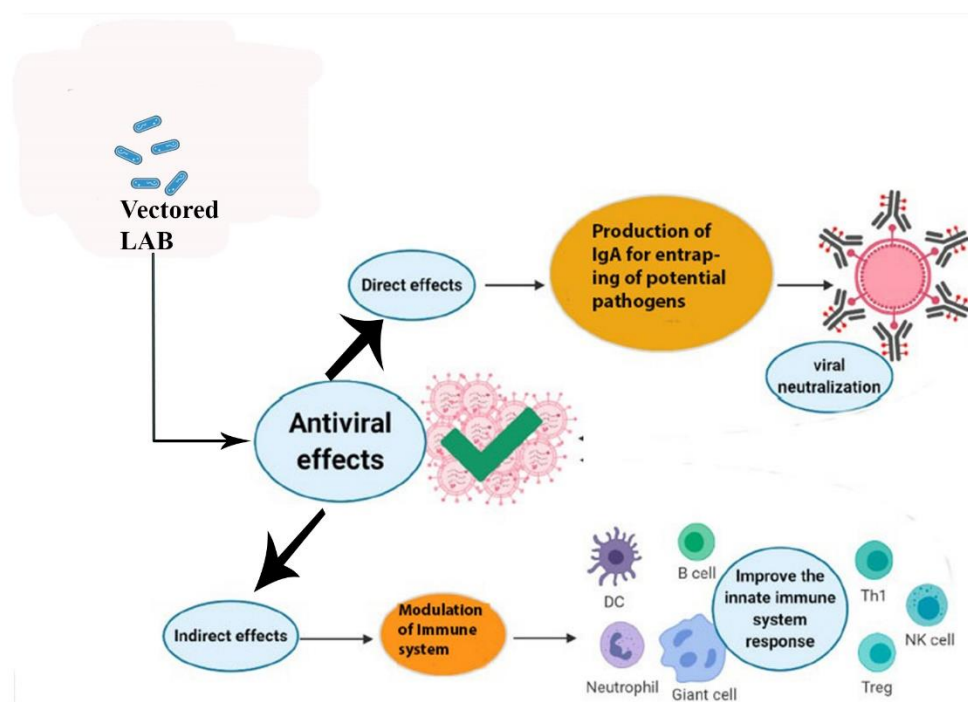 Vectored
LAB
Direct effects
Production of
IgA for entrap-
ing of potential
pathogens
viral
neutralization
Antiviral
effects
Indirect effects
Modulation
of Immune
system
DC
B cell
Neutrophil
Giant cell
Improve the
innate immune
system
response
Th1
NK cell
Treg